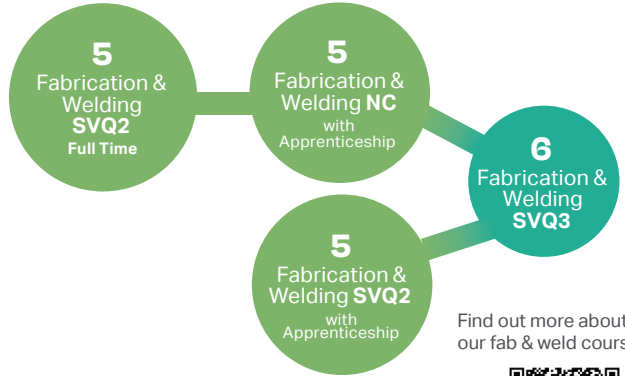 5
Fabrication &
Welding
SVQ2
Full Time
5
Fabrication &
Welding NC
with
Apprenticeship
6
Fabrication &
Welding
SVQ3
5
Fabrication &
Welding SVQ2
with
Apprenticeship
Find out more about
our fab & weld